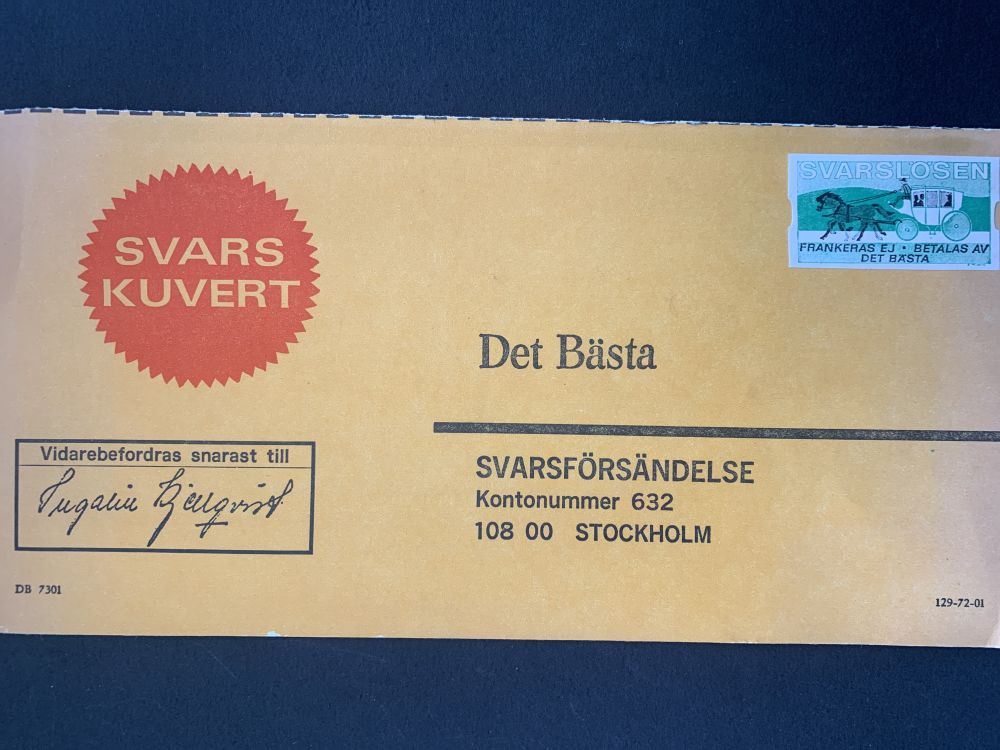 SVARSLÖSEN
FRANKERAS EJ • BETALAS AV
DET BÄSTA
SVARS
KUVERT
Det Bästa
Vidarebefordras snarast till
SVARSFÖRSÄNDELSE
Kontonummer 632
108 00 STOCKHOLM
DB 7301
129-72-01